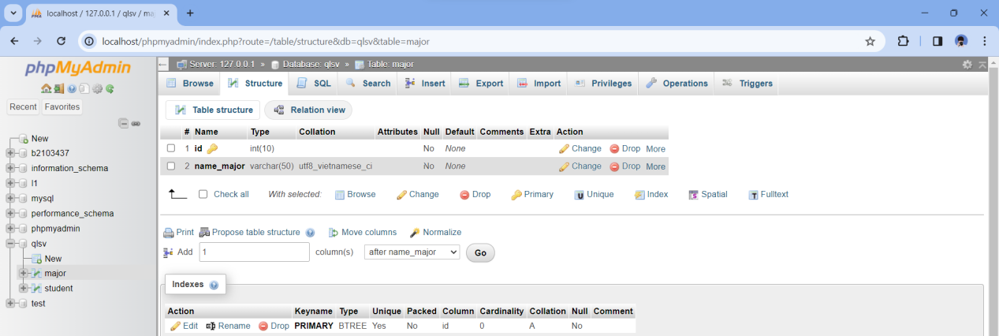 localhost / 127.0.0.1 / qlsv / maj
localhost/phpmyadmin/index.php?route=/table/structure&db=qlsv&table=major
phpMyAdmin
Recent Favorites
New
b2103437
information_schema
l1
mysql
performance_schema
phpmyadmin
qlsv
New
major
student
test
Server: 127.0.0.1 » Database: qlsv » Table: major
Browse Structure SQL Search Insert Export Import Privileges Operations Triggers
Table structure Relation view
# Name Type Collation Attributes Null Default Comments Extra Action
1 id int(10) No None Change Drop More
2 name_major varchar(50) utf8_vietnamese_ci No None Change Drop More
Check all With selected: Browse Change Drop Primary Unique Index Spatial Fulltext
Print Propose table structure Move columns Normalize
Add 1 column(s) after name_major Go
Indexes
Action Keyname Type Unique Packed Column Cardinality Collation Null Comment
Edit Rename Drop PRIMARY BTREE Yes No id 0 A No